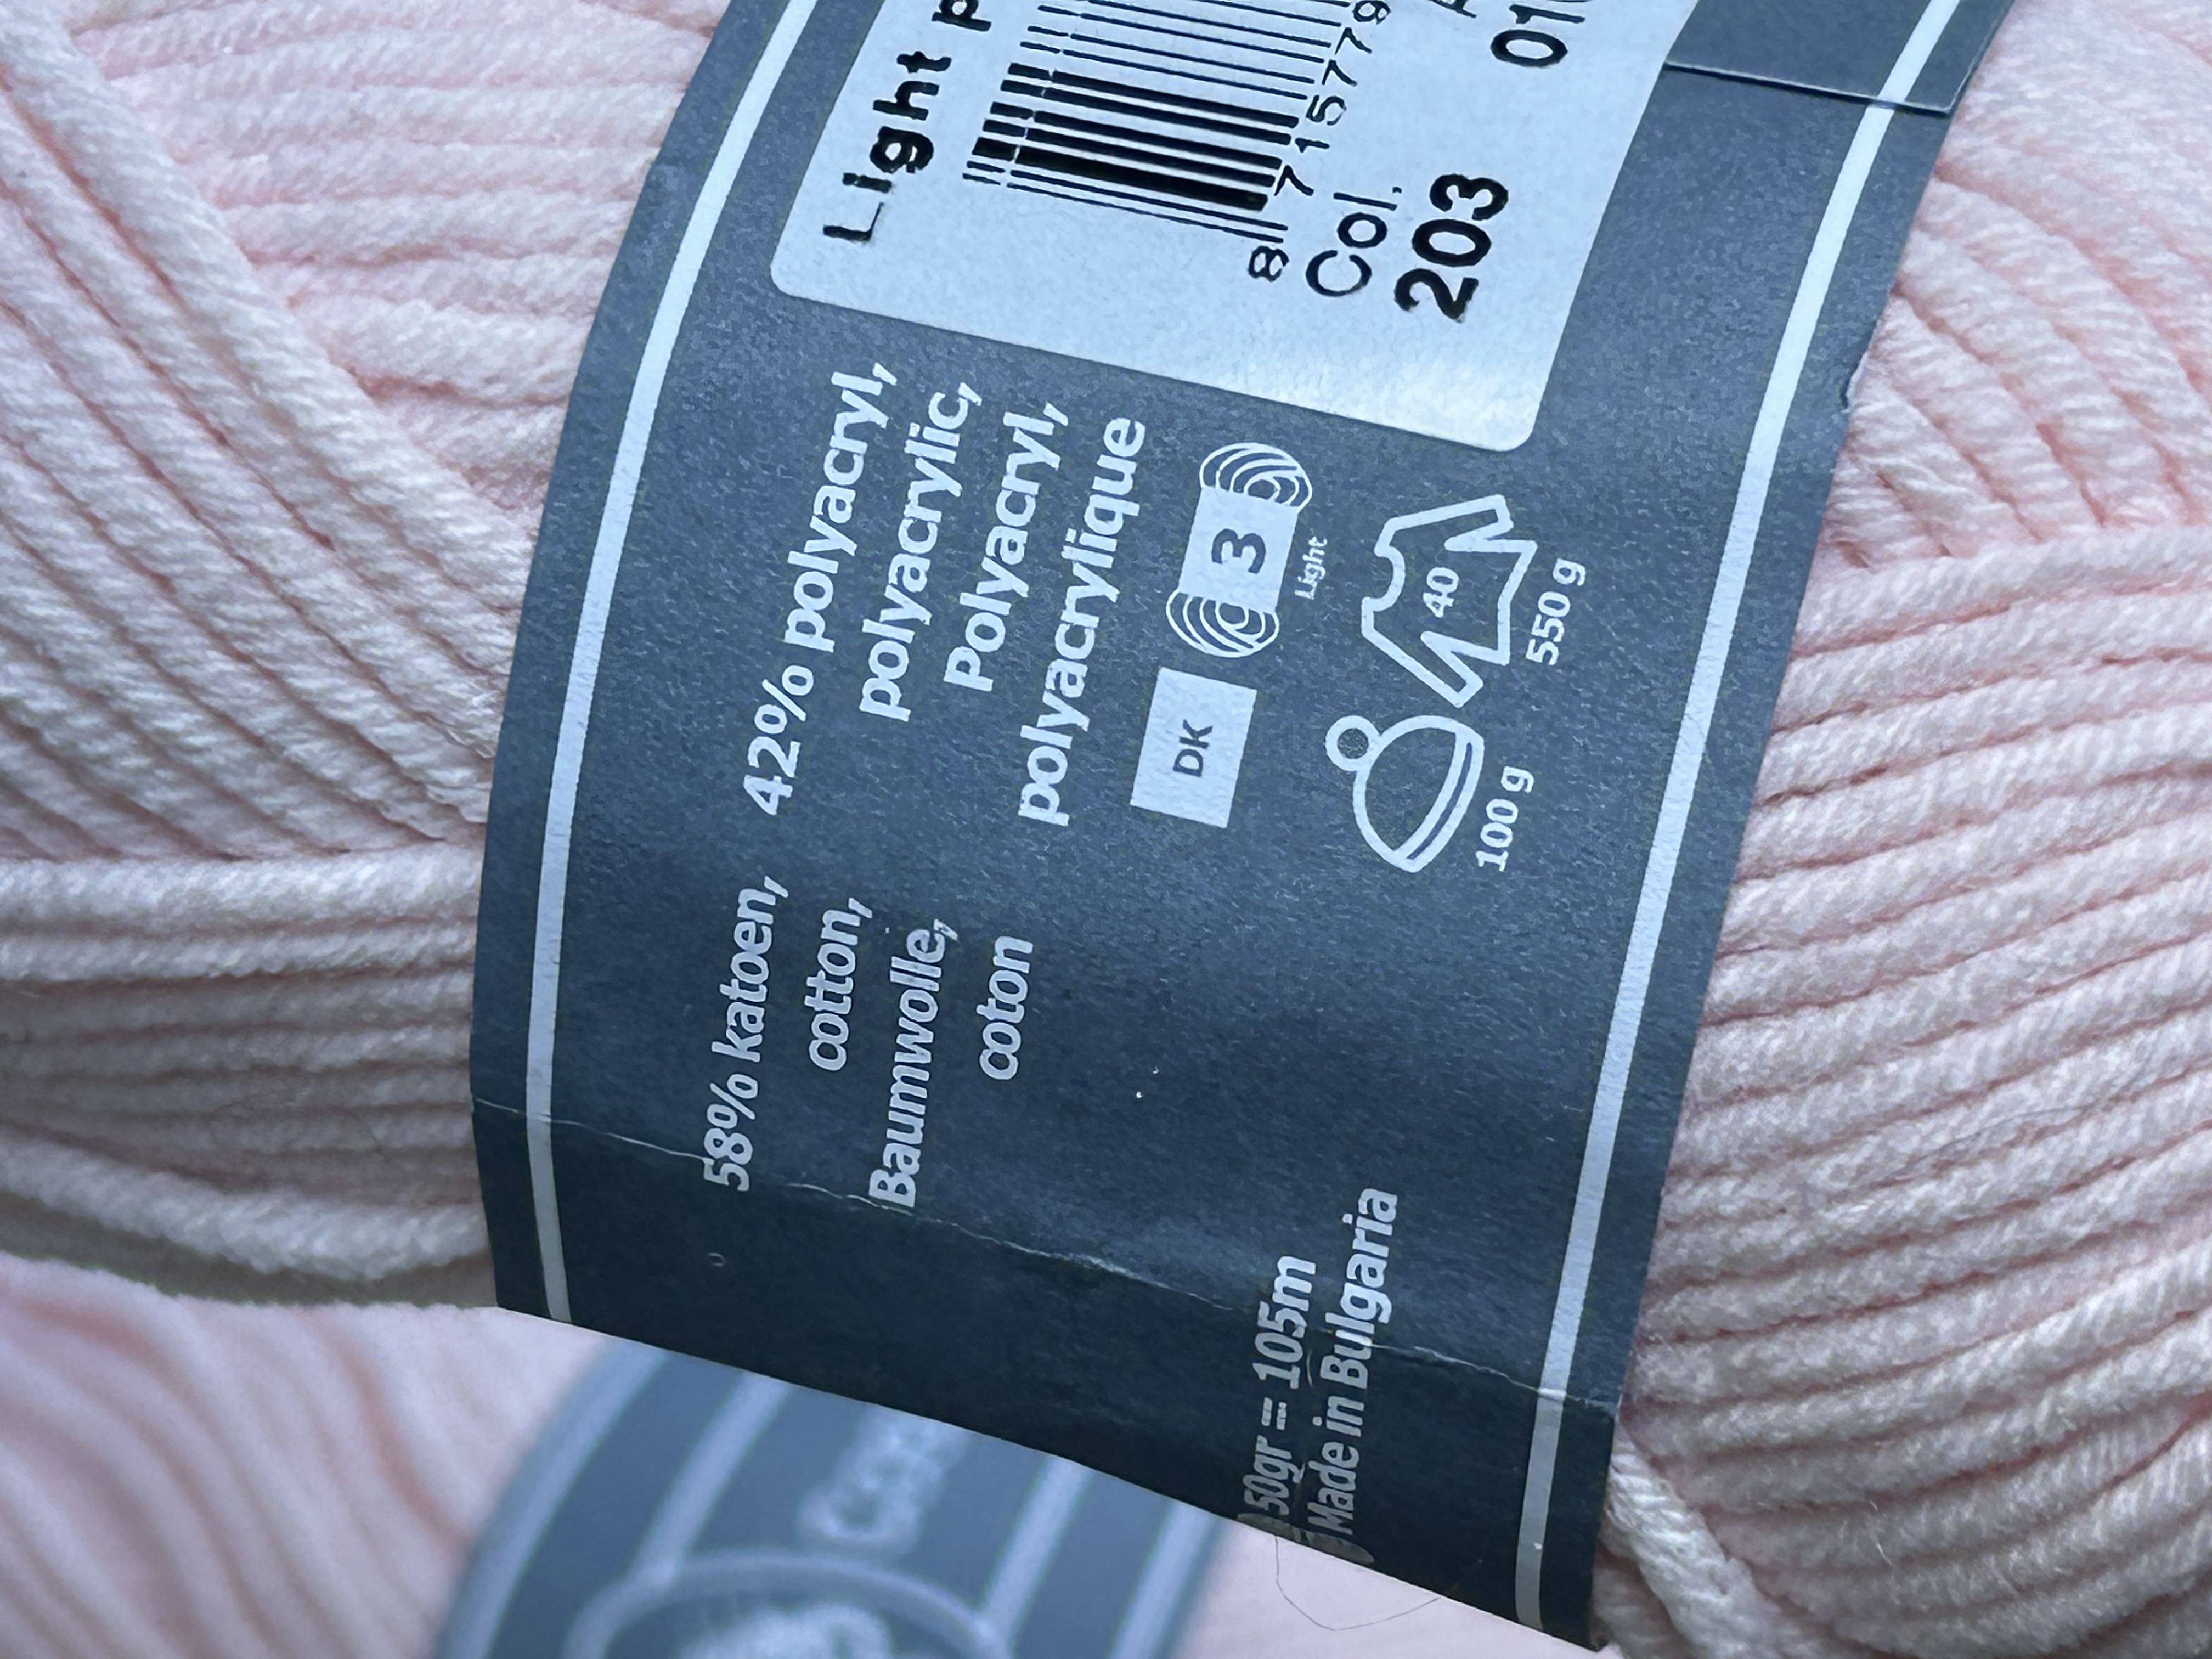 Light
8 715779
Col.
203
58% katoen, 42% polyacryl,
cotton, polyacrylic,
Baumwolle, Polyacryl,
coton polyacrylique
DK 3
Light
40
100 g 550 g
50gr = 105m
Made in Bulgaria